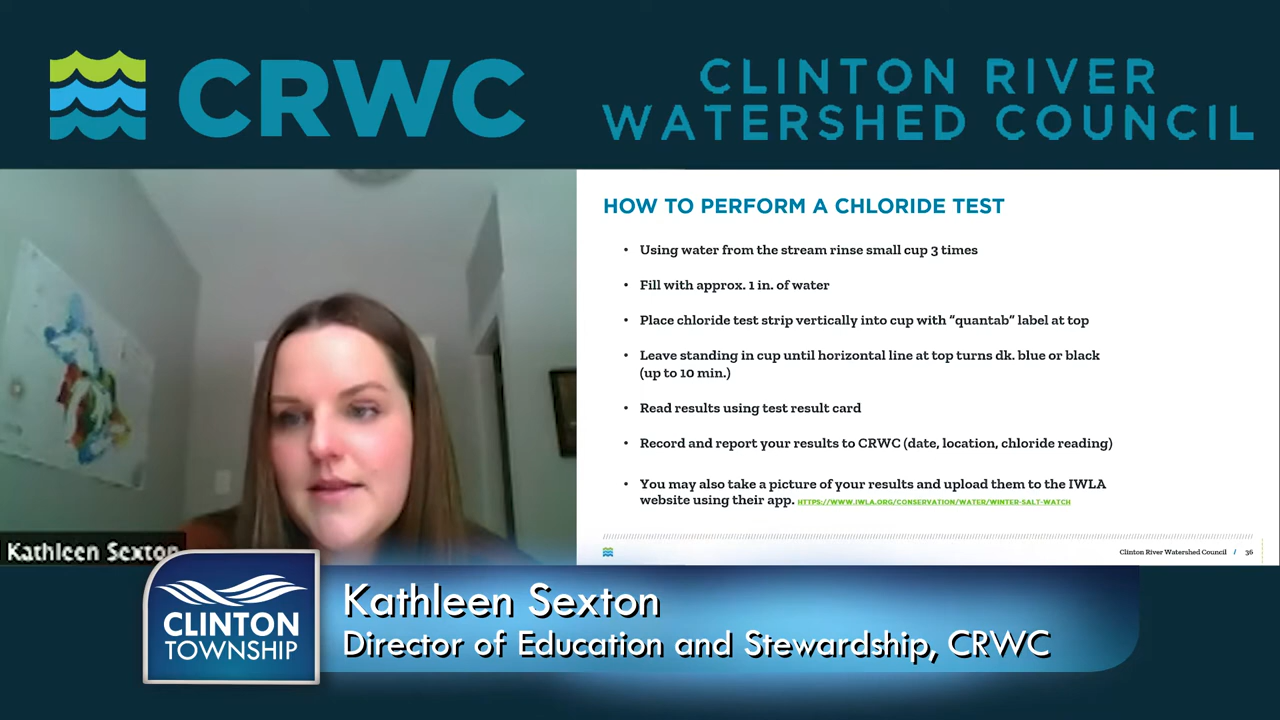 CRWC
CLINTON RIVER
WATERSHED COUNCIL
HOW TO PERFORM A CHLORIDE TEST
• Using water from the stream rinse small cup 3 times
• Fill with approx. 1 in. of water
• Place chloride test strip vertically into cup with “quantab” label at top
• Leave standing in cup until horizontal line at top turns dk. blue or black
(up to 10 min.)
• Read results using test result card
• Record and report your results to CRWC (date, location, chloride reading)
• You may also take a picture of your results and upload them to the IWLA
website using their app. HTTPS://WWW.IWLA.ORG/CONSERVATION/WATER/WINTER-SALT-WATCH
Clinton River Watershed Council / 36
Kathleen Sexton
CLINTON
TOWNSHIP
Kathleen Sexton
Director of Education and Stewardship, CRWC